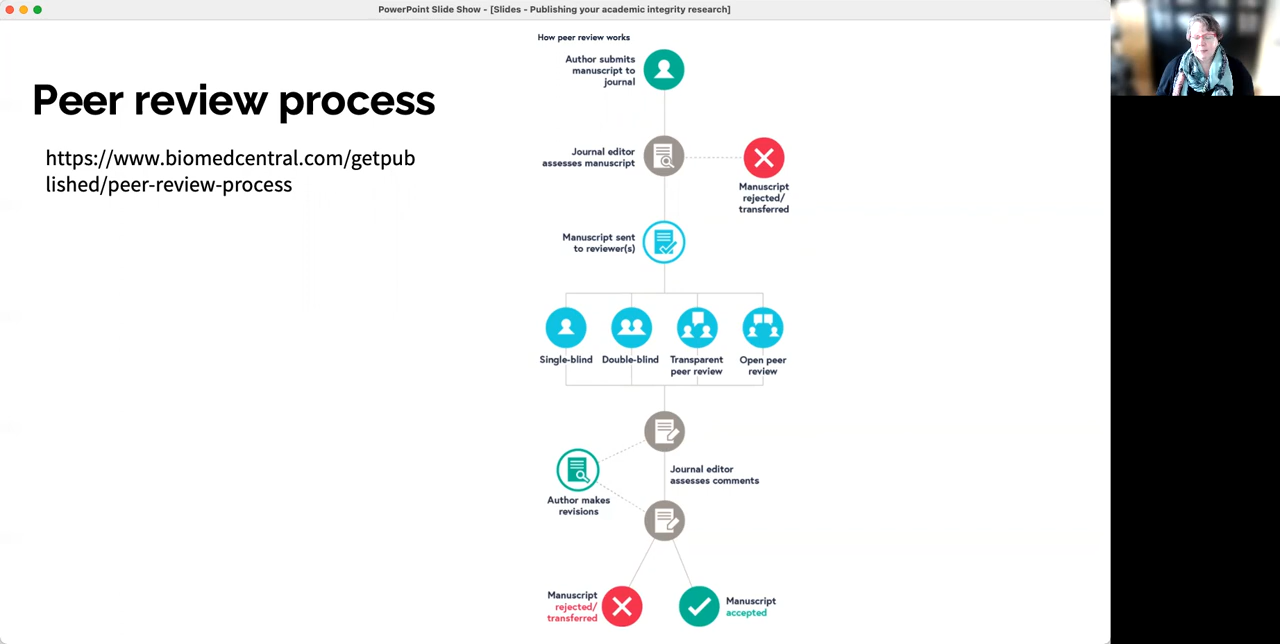 PowerPoint Slide Show - [Slides - Publishing your academic integrity research]
Peer review process
https://www.biomedcentral.com/getpub
lished/peer-review-process
How peer review works
Author submits
manuscript to
journal
Journal editor
assesses manuscript
Manuscript
rejected/
transferred
Manuscript sent
to reviewer(s)
Single-blind
Double-blind
Transparent
peer review
Open peer
review
Journal editor
assesses comments
Author makes
revisions
Manuscript
rejected/
transferred
Manuscript
accepted